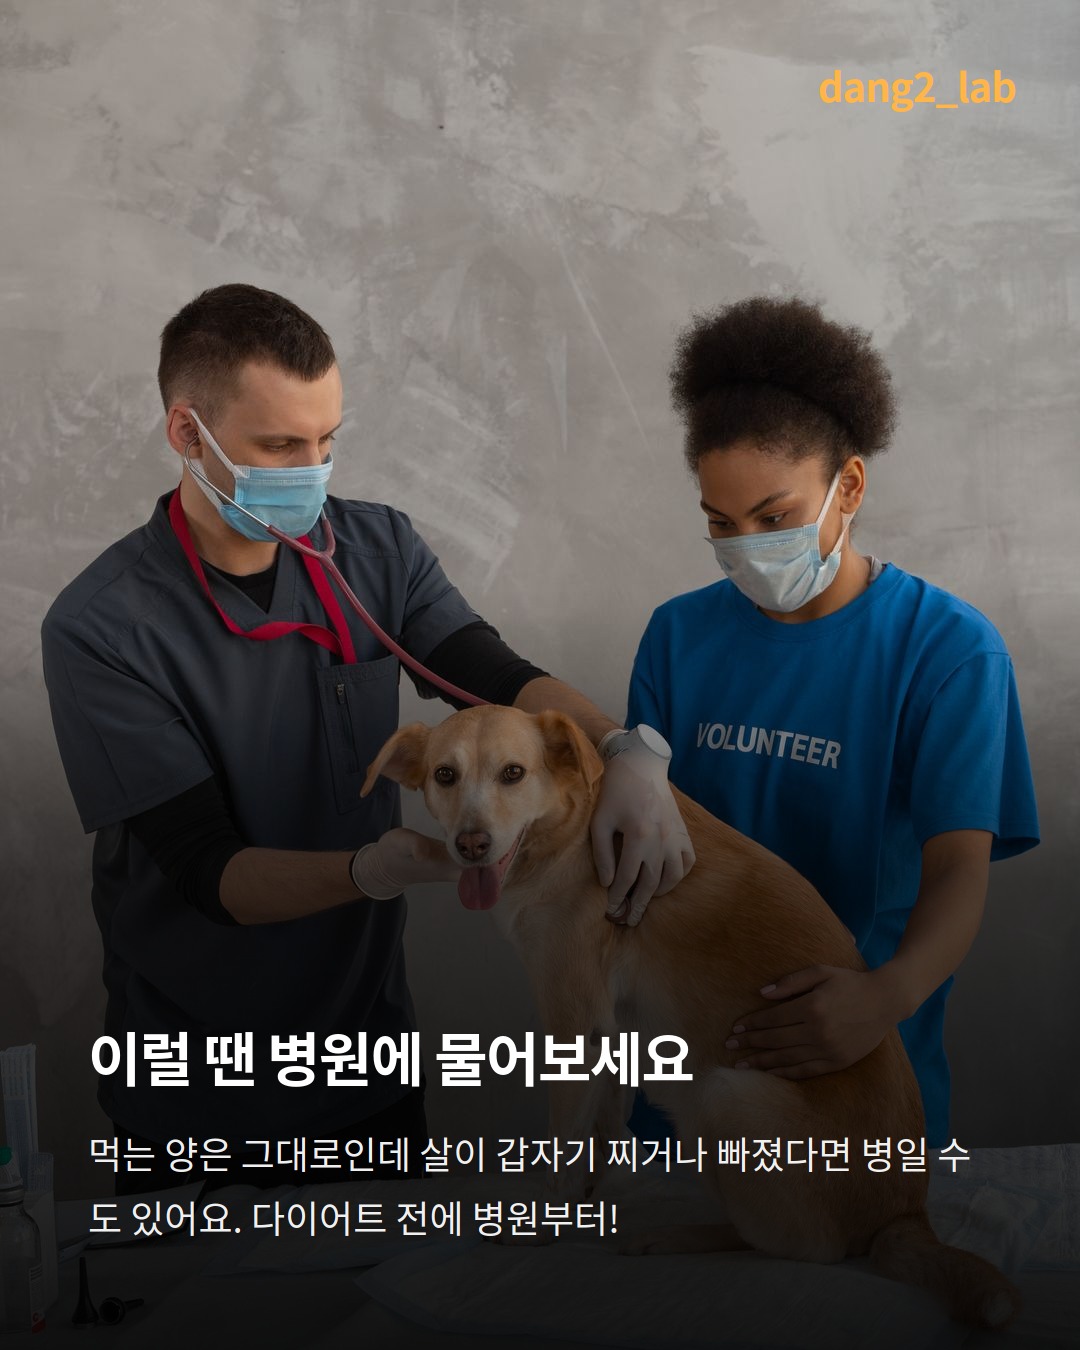 dang2_lab
VOLUNTEER
이럴 땐 병원에 물어보세요
먹는 양은 그대로인데 살이 갑자기 찌거나 빠졌다면 병일 수
도 있어요. 다이어트 전에 병원부터!